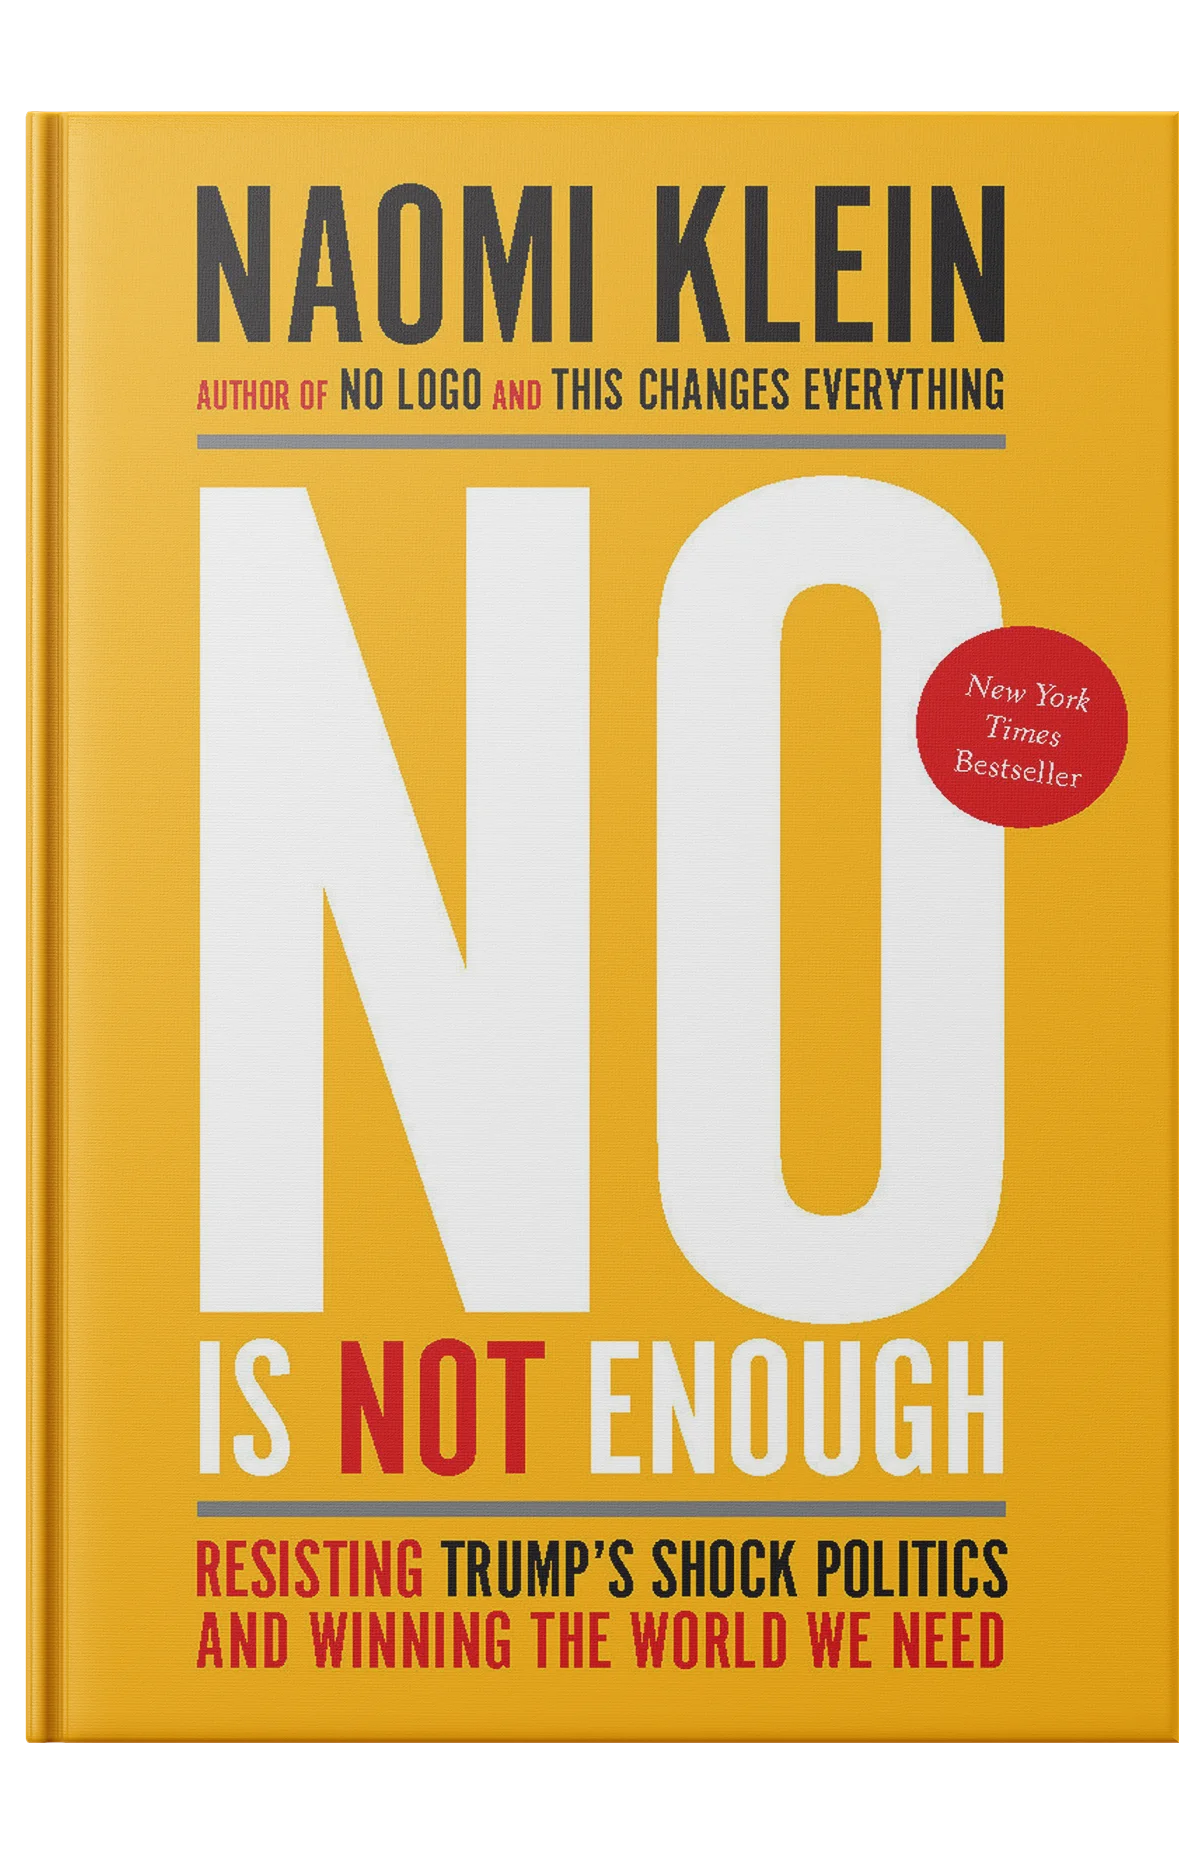 NAOMI KLEIN
AUTHOR OF NO LOGO AND THIS CHANGES EVERYTHING
NO
New York
Times
Bestseller
IS NOT ENOUGH
RESISTING TRUMP'S SHOCK POLITICS
AND WINNING THE WORLD WE NEED